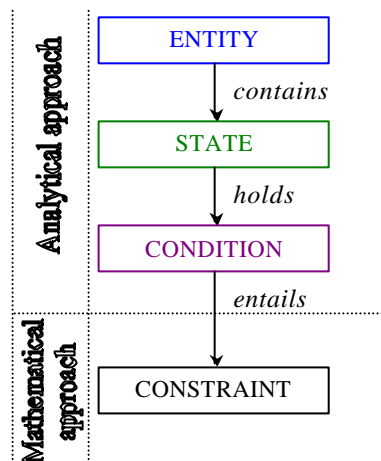 Analytical approach
ENTITY
contains
STATE
holds
CONDITION
entails
Mathematical
approach
CONSTRAINT